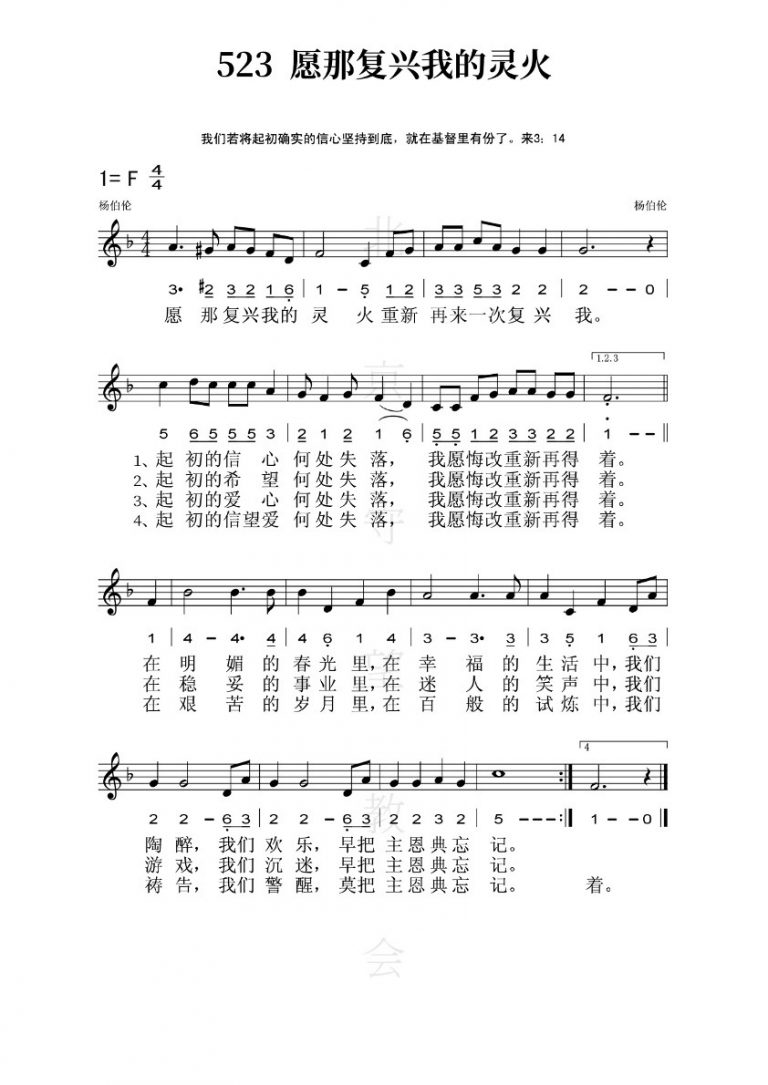 523 愿那复兴我的灵火
我们若将起初确实的信心坚持到底，就在基督里有份了。来3；14
1= F 4/4
杨伯伦 杨伯伦
3· #2 3 2 1 6 | 1 - 5 1 2 | 3 3 5 3 2 2 | 2 - - 0
愿 那复兴我的 灵 火重新 再来一次复兴 我。
1.2.3
5 6 5 5 5 3 | 2 1 2 1 6 | 5 5 1 2 3 3 2 2 | 1 - - ‖
1、起 初的信 心 何处失落， 我愿悔改重新再得 着。
2、起 初的希 望 何处失落， 我愿悔改重新再得 着。
3、起 初的爱 心 何处失落， 我愿悔改重新再得 着。
4、起 初的信望爱 何处失落， 我愿悔改重新再得 着。
1 | 4 - 4· 4 | 4 6 1 4 | 3 - 3· 3 | 3 5 1 6 3
在 明 媚 的 春光里，在 幸 福 的 生活中，我们
在 稳 妥 的 事业里，在 迷 人 的 笑声中，我们
在 艰 苦 的 岁月里，在 百 般 的 试炼中，我们
4
2 2 - 6 3 | 2 2 - 6 3 | 2 2 3 2 | 5 - - - :‖ 1 - 0 ‖
陶醉，我们 欢乐，早把 主恩典忘 记。
游戏，我们 沉迷，早把 主恩典忘 记。
祷告，我们 警醒，莫把 主恩典忘 记。 着。
北京守望教会